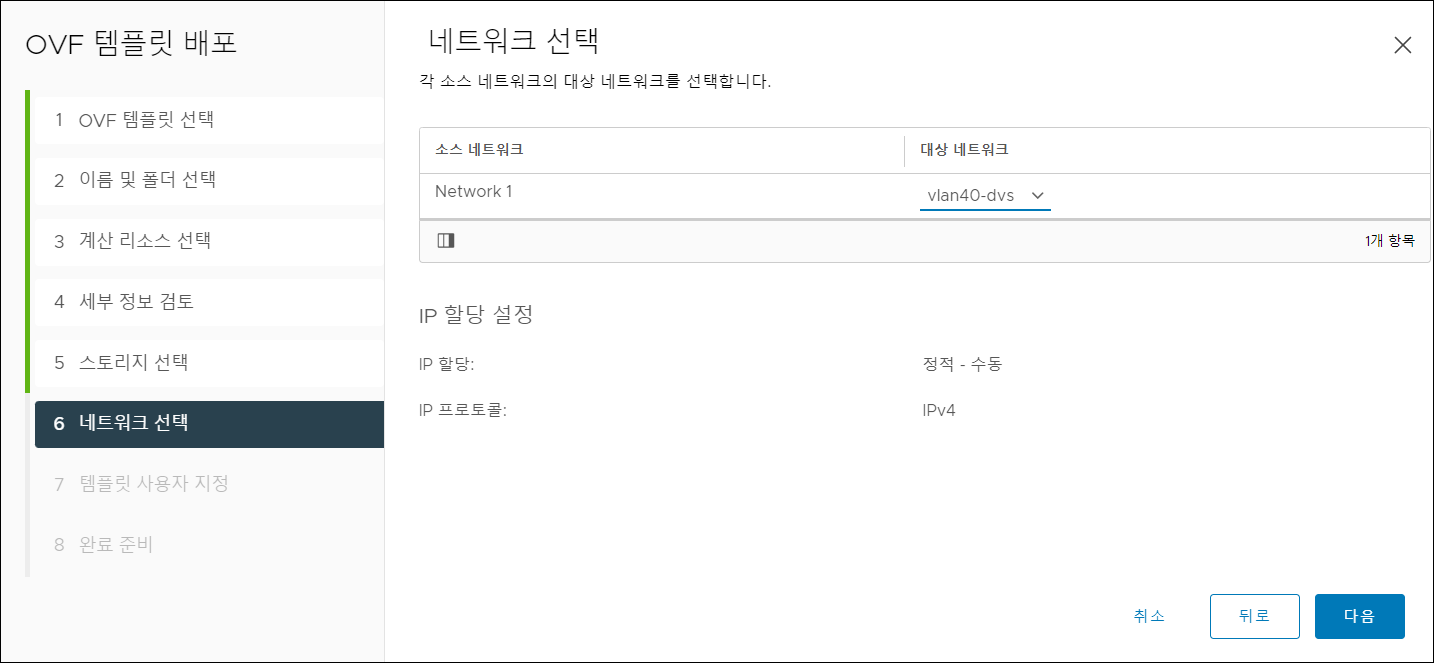 OVF 템플릿 배포
1 OVF 템플릿 선택
2 이름 및 폴더 선택
3 계산 리소스 선택
4 세부 정보 검토
5 스토리지 선택
6 네트워크 선택
7 템플릿 사용자 지정
8 완료 준비
네트워크 선택
각 소스 네트워크의 대상 네트워크를 선택합니다.
소스 네트워크 대상 네트워크
Network 1 vlan40-dvs
1개 항목
IP 할당 설정
IP 할당: 정적 - 수동
IP 프로토콜: IPv4
취소 뒤로 다음